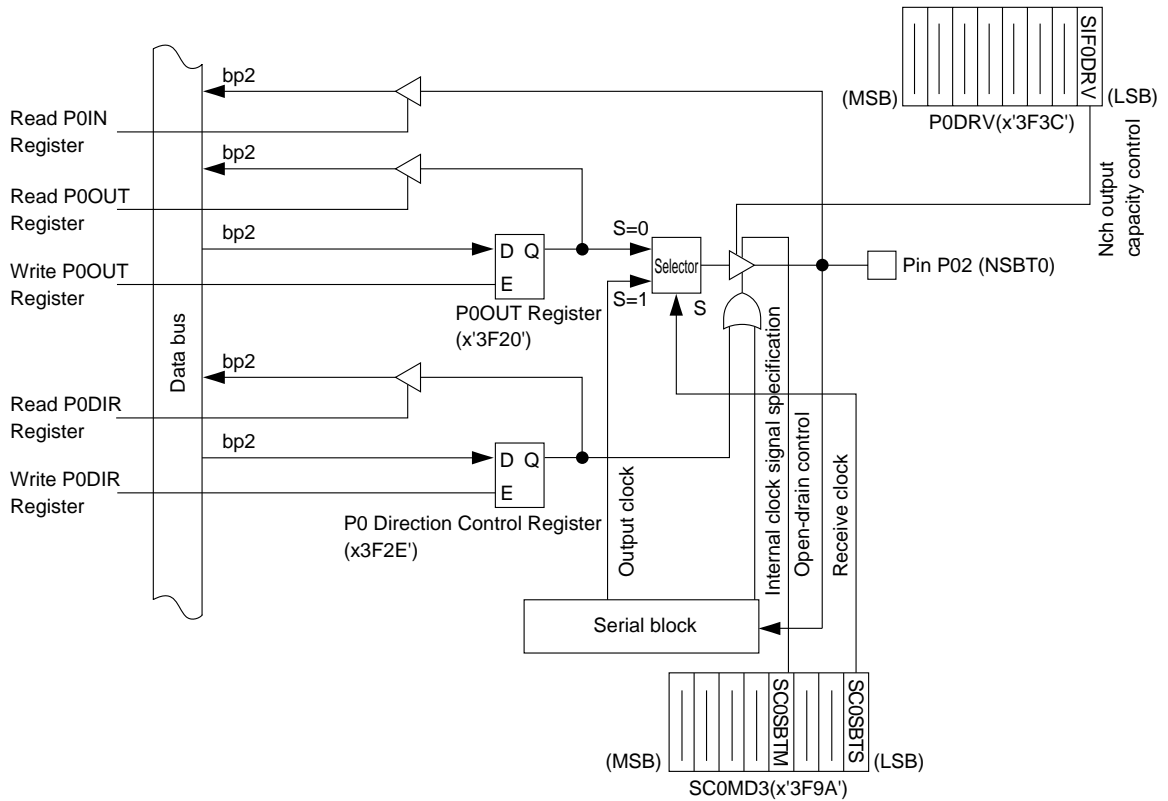 SIF0DRV
(MSB)
(LSB)
P0DRV(x'3F3C')
Nch output
capacity control
bp2
Read P0IN
Register
bp2
Read P0OUT
Register
bp2
Write P0OUT
Register
D Q
E
P0OUT Register
(x'3F20')
S=0
S=1
Selector
S
Pin P02 (NSBT0)
Data bus
bp2
Read P0DIR
Register
bp2
Write P0DIR
Register
D Q
E
P0 Direction Control Register
(x3F2E')
Output clock
Internal clock signal specification
Open-drain control
Receive clock
Serial block
SC0SBTM
SC0SBTS
(MSB)
(LSB)
SC0MD3(x'3F9A')